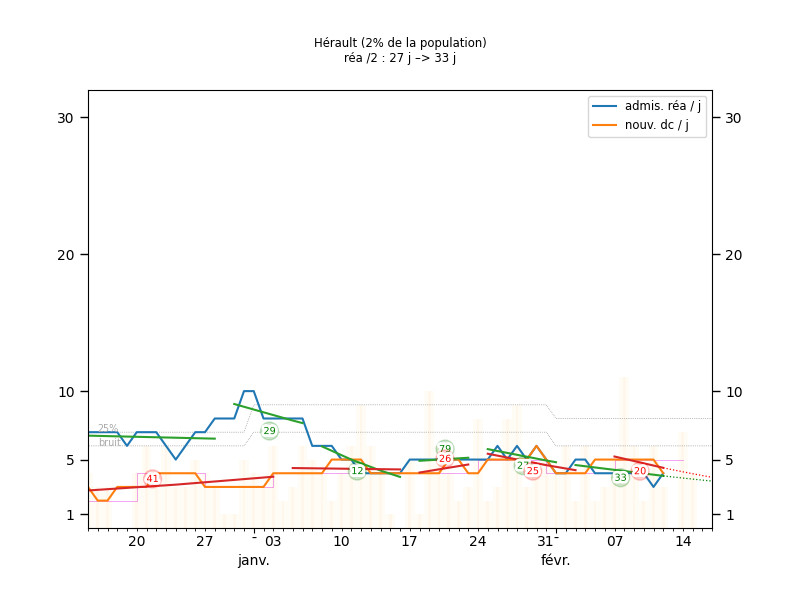 Hérault (2% de la population)
réa /2 : 27 j –> 33 j
admis. réa / j
nouv. dc / j
30 30
20 20
10 10
5 5
1 1
25%
bruit
41
29
12
79
26
25
33
20
20 27 - 03 10 17 24 31 - 07 14
janv. févr.